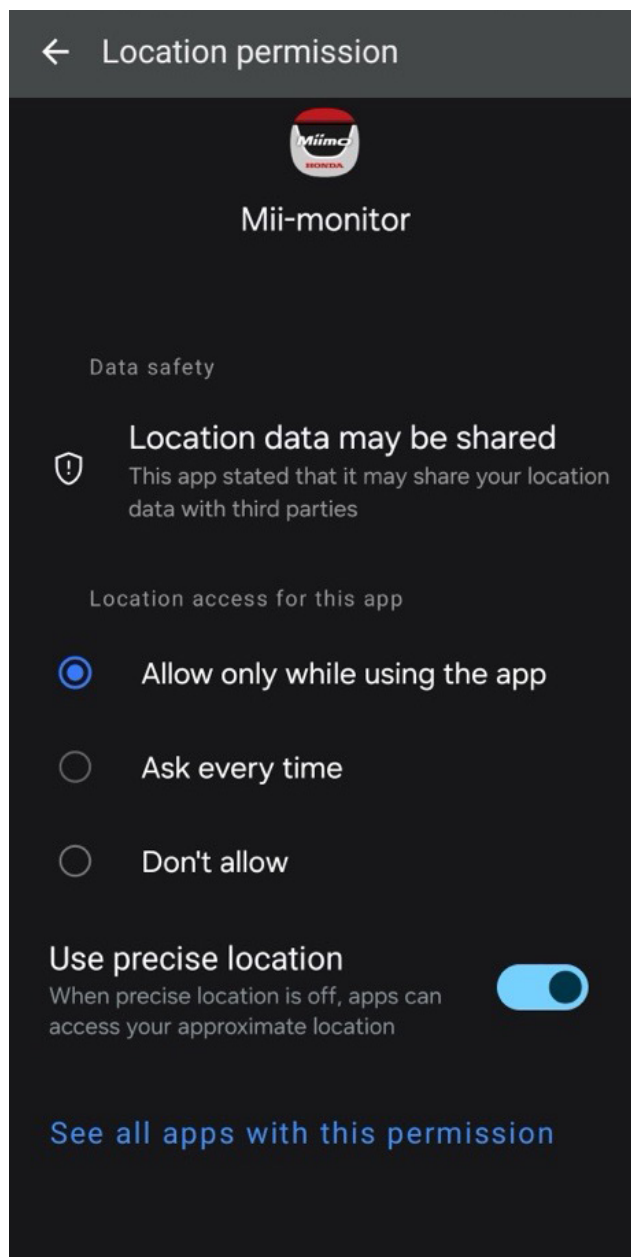 Location permission
Miimo
HONDA
Mii-monitor
Data safety
Location data may be shared
This app stated that it may share your location
data with third parties
Location access for this app
Allow only while using the app
Ask every time
Don't allow
Use precise location
When precise location is off, apps can
access your approximate location
See all apps with this permission